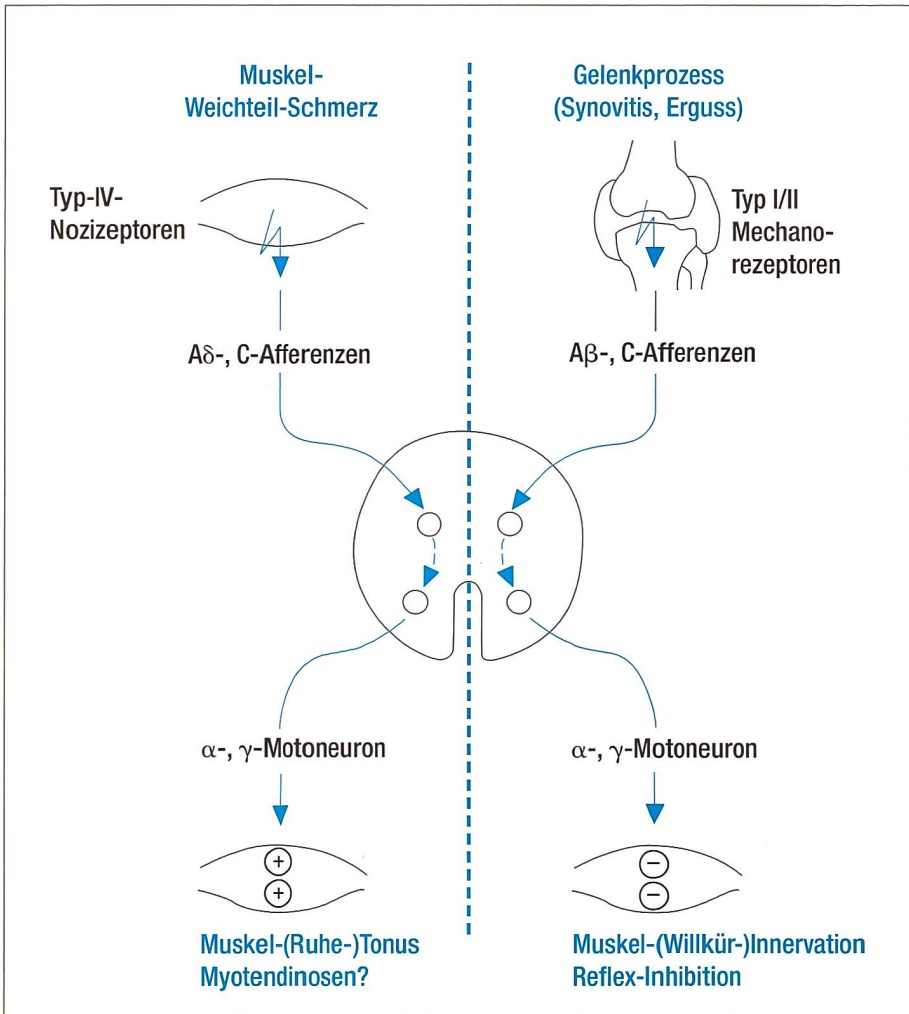 Muskel-
Weichteil-Schmerz
Gelenkprozess
(Synovitis, Erguss)
Typ-IV-
Nozizeptoren
Typ I/II
Mechano-
rezeptoren
Aδ-, C-Afferenzen
Aβ-, C-Afferenzen
α-, γ-Motoneuron
α-, γ-Motoneuron
+
+
−
−
Muskel-(Ruhe-)Tonus
Myotendinosen?
Muskel-(Willkür-)Innervation
Reflex-Inhibition